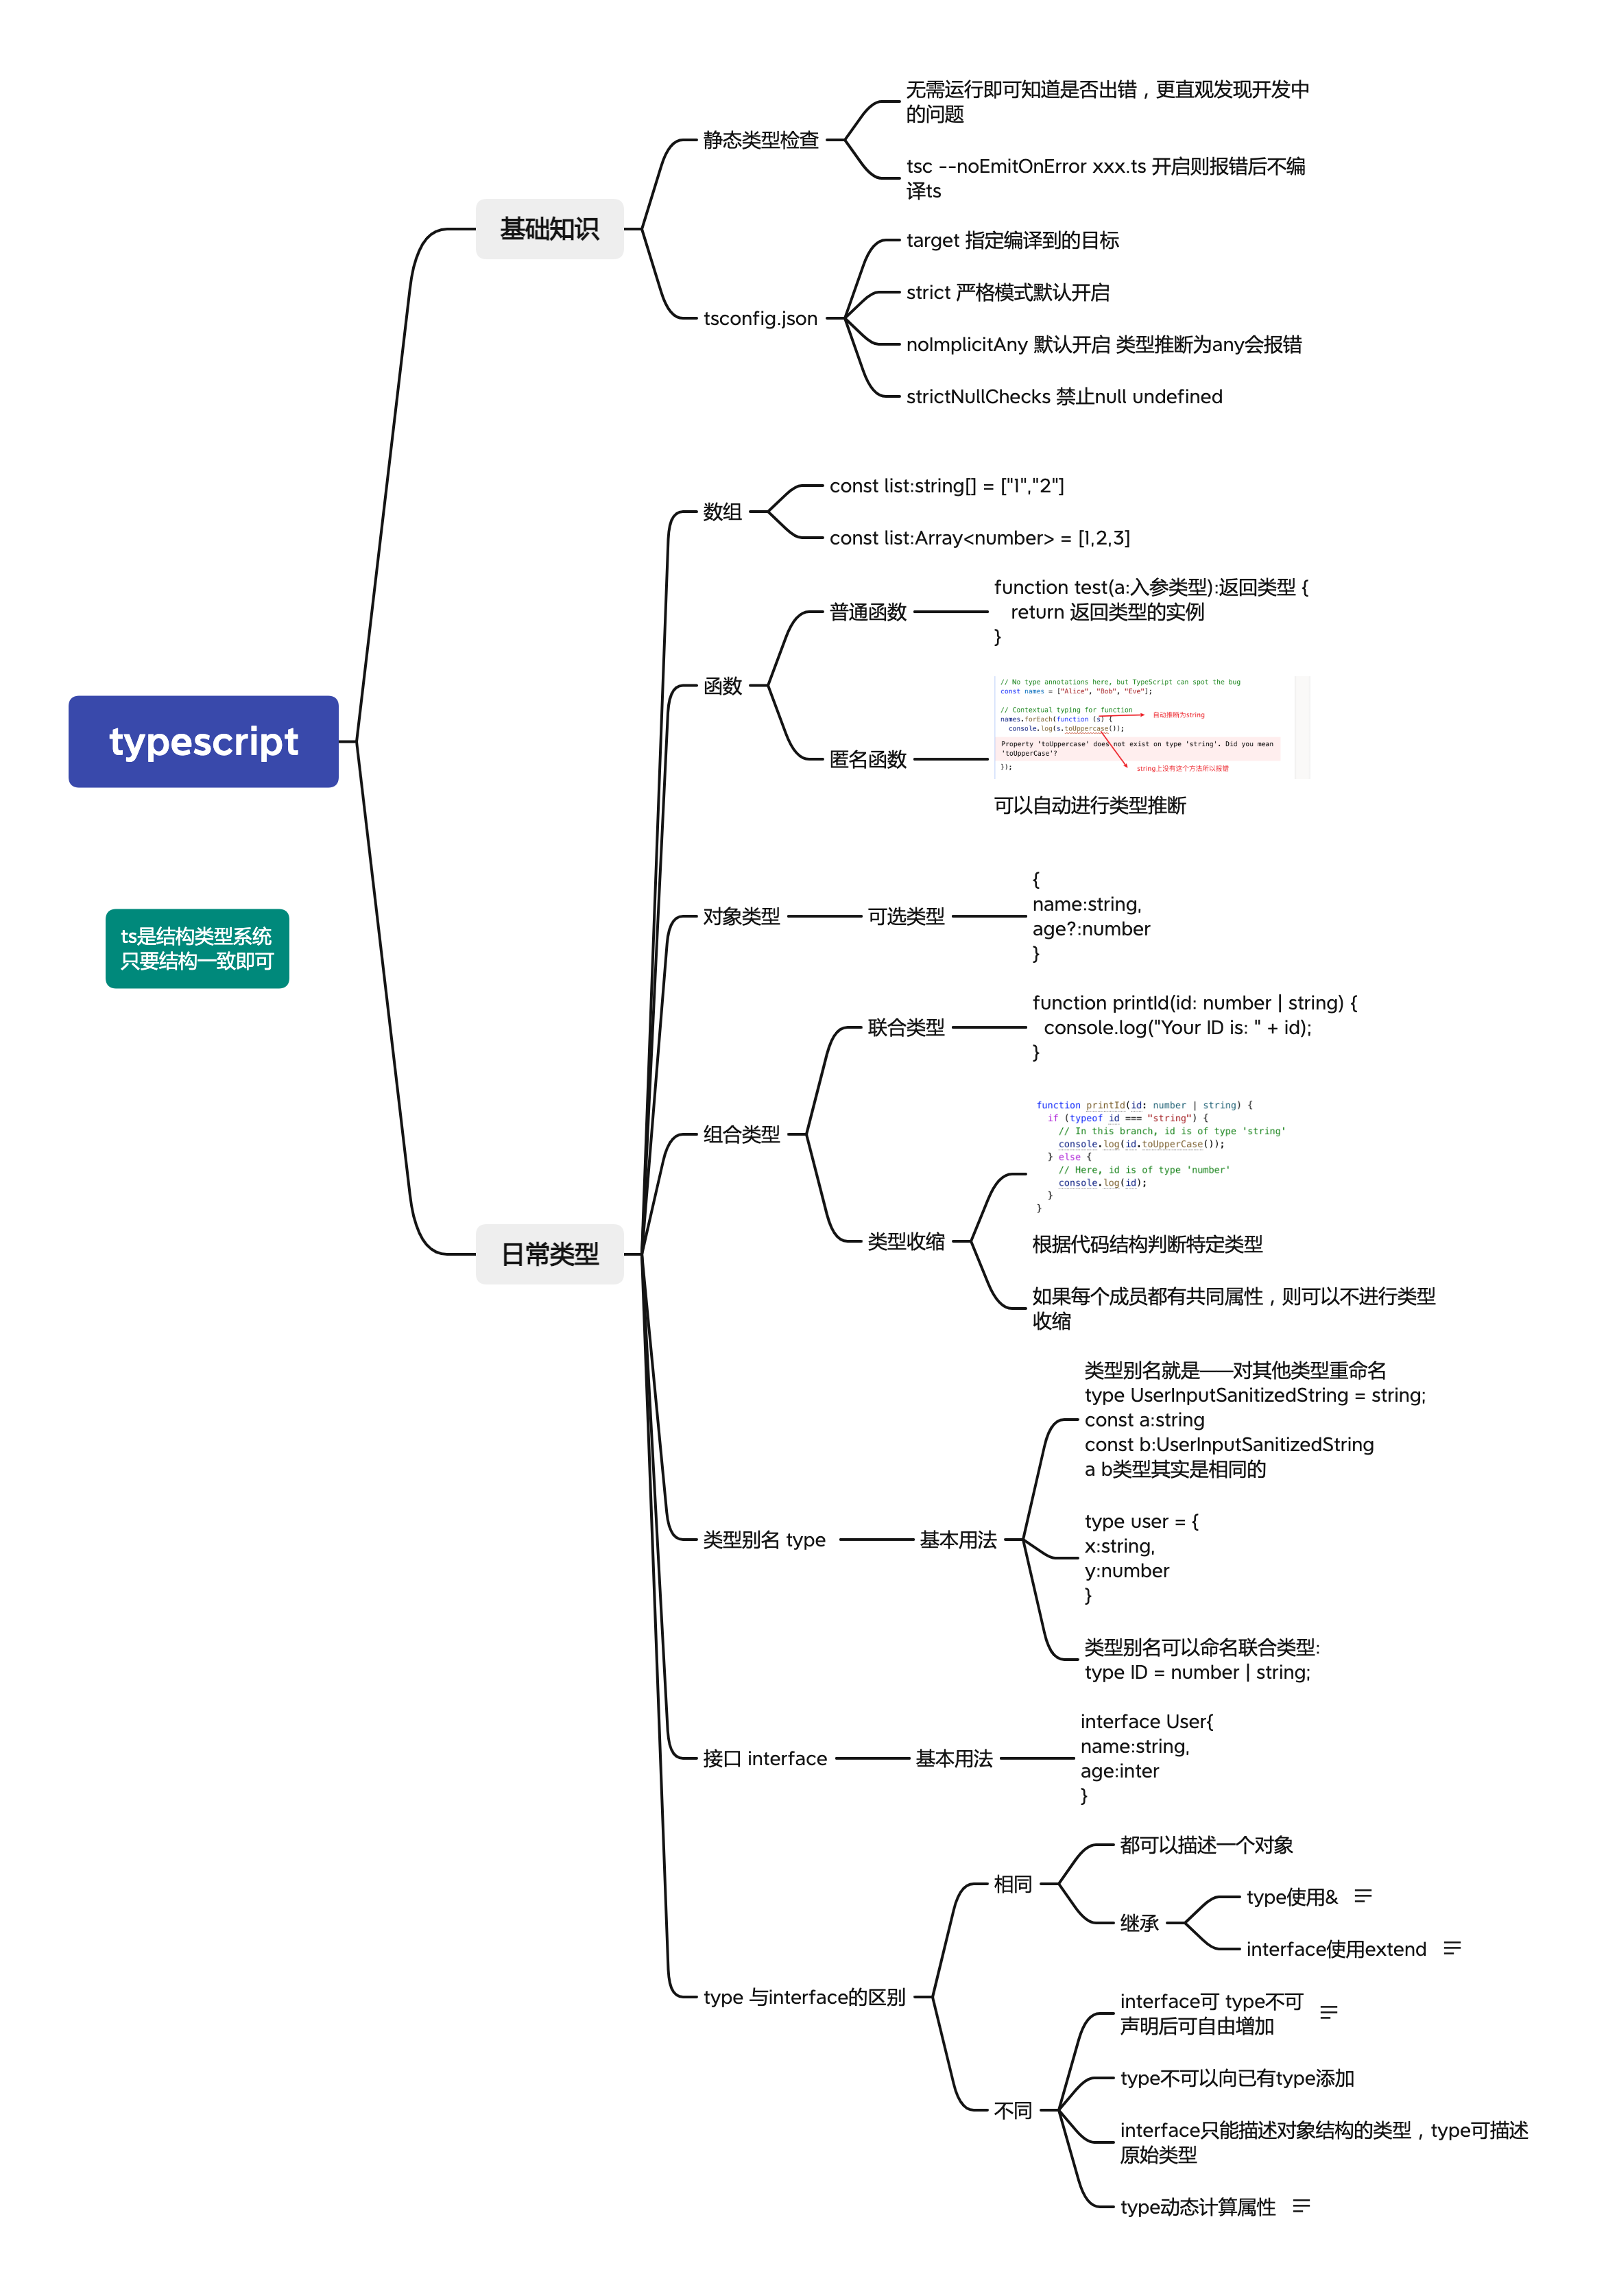 typescript
ts是结构类型系统
只要结构一致即可
基础知识
静态类型检查
无需运行即可知道是否出错，更直观发现开发中
的问题
tsc --noEmitOnError xxx.ts 开启则报错后不编
译ts
tsconfig.json
target 指定编译到的目标
strict 严格模式默认开启
noImplicitAny 默认开启 类型推断为any会报错
strictNullChecks 禁止null undefined
日常类型
数组
const list:string[] = ["1","2"]
const list:Array<number> = [1,2,3]
函数
普通函数
function test(a:入参类型):返回类型 {
return 返回类型的实例
}
匿名函数
// No type annotations here, but TypeScript can spot the bug
const names = ["Alice", "Bob", "Eve"];
// Contextual typing for function
names.forEach(function (s) {
自动推断为string
console.log(s.toUppercase());
Property 'toUppercase' does not exist on type 'string'. Did you mean
'toUpperCase'?
});
string上没有这个方法所以报错
可以自动进行类型推断
对象类型
可选类型
{
name:string,
age?:number
}
组合类型
联合类型
function printId(id: number | string) {
console.log("Your ID is: " + id);
}
类型收缩
function printId(id: number | string) {
if (typeof id === "string") {
// In this branch, id is of type 'string'
console.log(id.toUpperCase());
} else {
// Here, id is of type 'number'
console.log(id);
}
}
根据代码结构判断特定类型
如果每个成员都有共同属性，则可以不进行类型
收缩
类型别名 type
基本用法
类型别名就是——对其他类型重命名
type UserInputSanitizedString = string;
const a:string
const b:UserInputSanitizedString
a b类型其实是相同的
type user = {
x:string,
y:number
}
类型别名可以命名联合类型:
type ID = number | string;
接口 interface
基本用法
interface User{
name:string,
age:inter
}
type 与interface的区别
相同
都可以描述一个对象
继承
type使用&
interface使用extend
不同
interface可 type不可
声明后可自由增加
type不可以向已有type添加
interface只能描述对象结构的类型，type可描述
原始类型
type动态计算属性